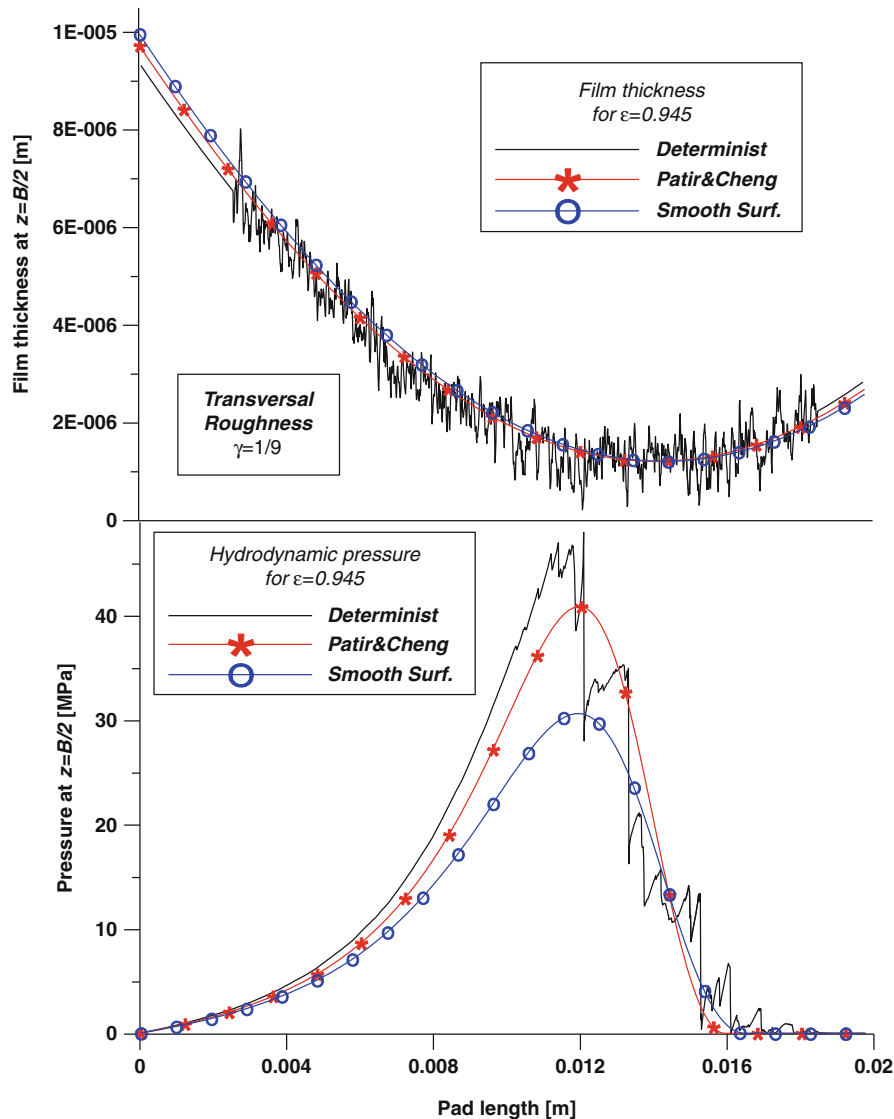 1E-005
8E-006
6E-006
4E-006
2E-006
0
Film thickness at z=B/2 [m]
Film thickness
for ε=0.945
Determinist
Patir&Cheng
Smooth Surf.
Transversal
Roughness
γ=1/9
Hydrodynamic pressure
for ε=0.945
Determinist
Patir&Cheng
Smooth Surf.
40
30
20
10
0
Pressure at z=B/2 [MPa]
0
0.004
0.008
0.012
0.016
0.02
Pad length [m]